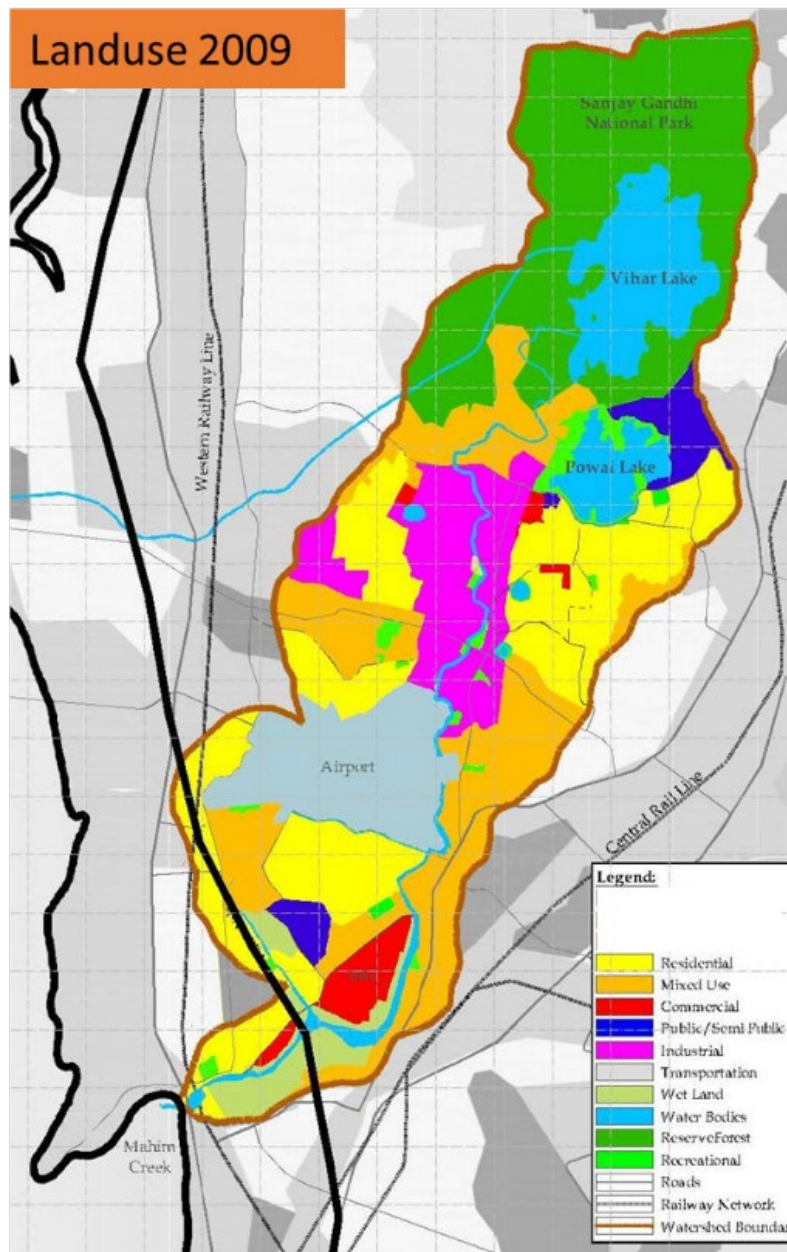 Landuse 2009
Sanjay Gandhi
National Park
Vihar Lake
Western Railway Line
Powai Lake
Airport
Central Rail Line
Mahim
Creek
Legend:
Residential
Mixed Use
Commercial
Public/Semi Public
Industrial
Transportation
Wet Land
Water Bodies
ReserveForest
Recreational
Roads
Railway Network
Watershed Boundar